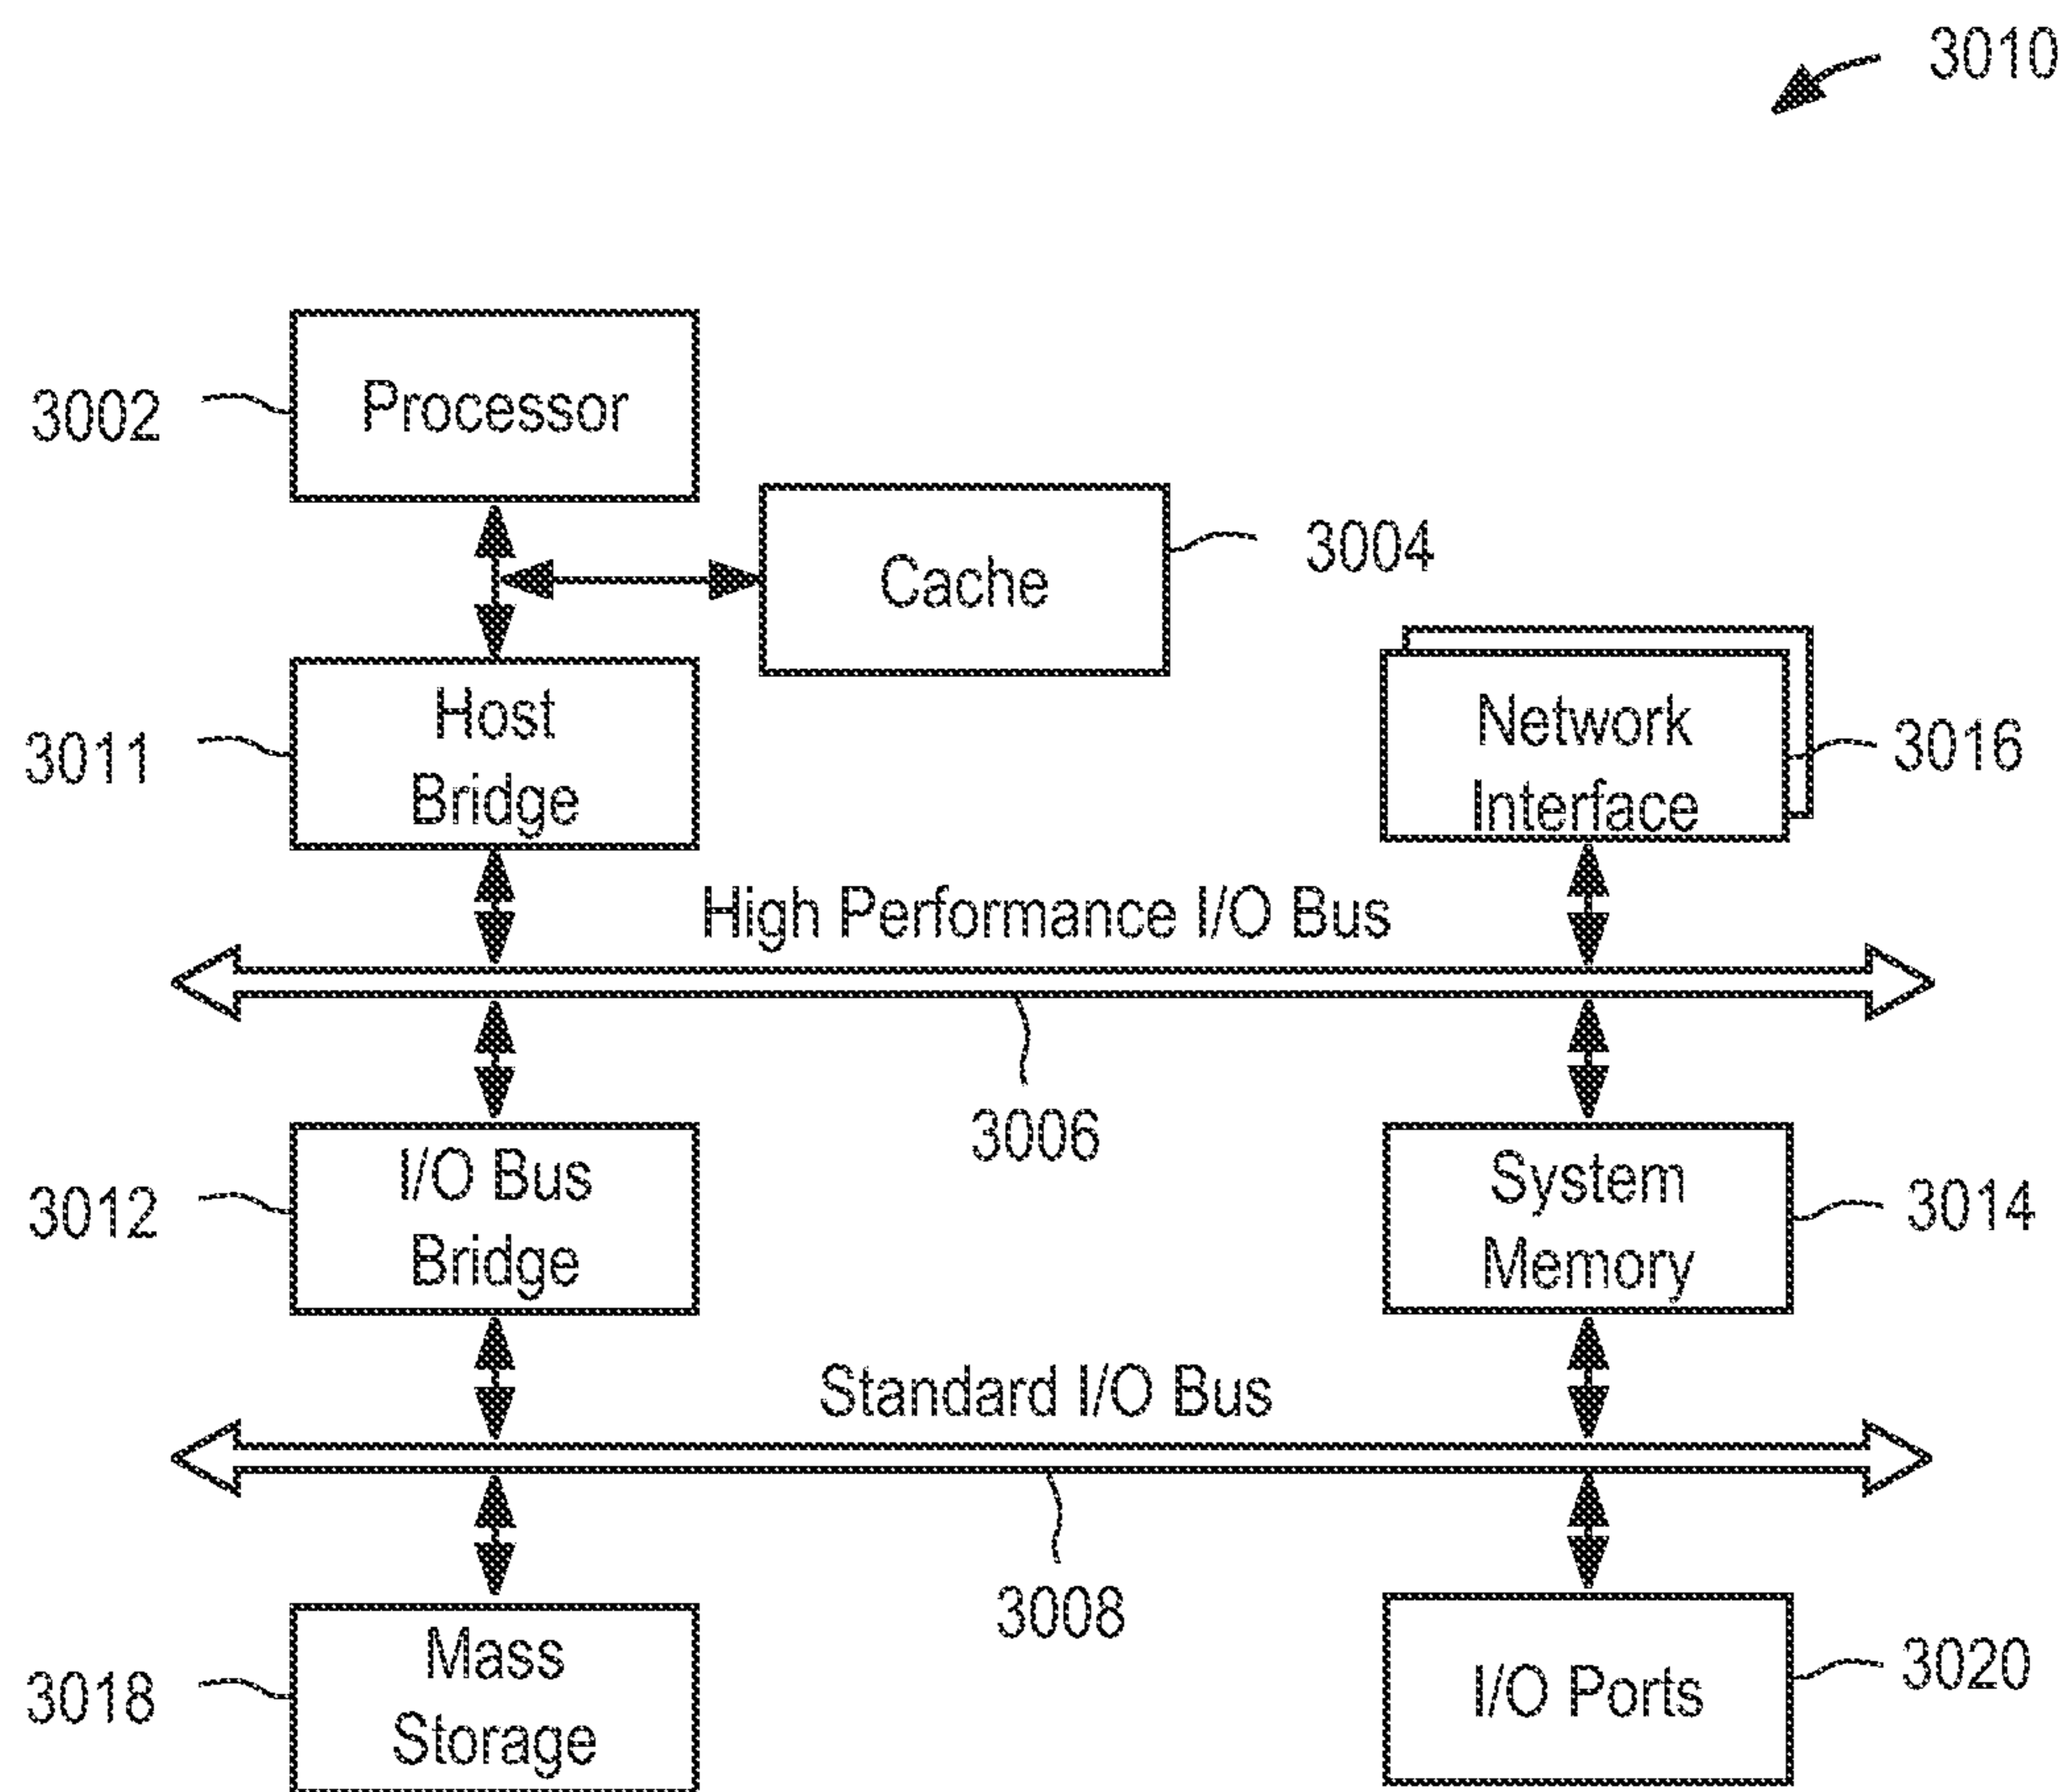 3010
3002
Processor
3004
Cache
3011
Host
Bridge
Network
Interface
3016
High Performance I/O Bus
3006
3012
I/O Bus
Bridge
System
Memory
3014
Standard I/O Bus
3008
3018
Mass
Storage
I/O Ports
3020